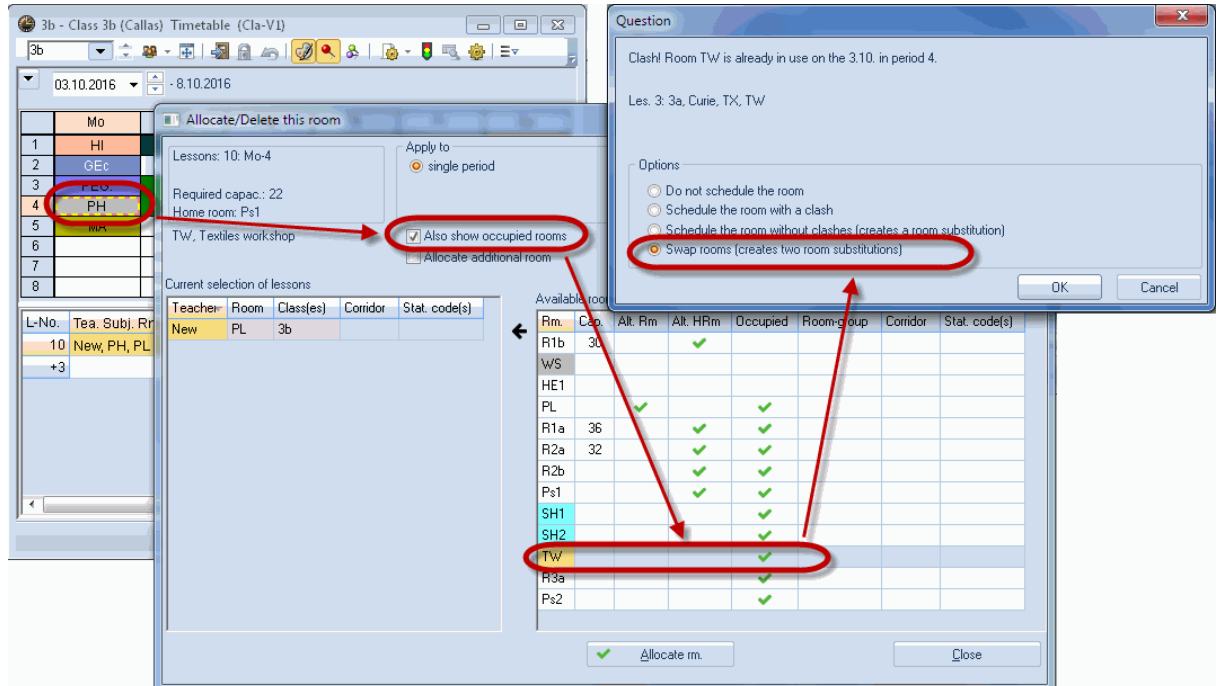 3b - Class 3b (Callas) Timetable (Cla-V1)
3b
03.10.2016 - 8.10.2016
Mo
1 HI
2 GEc
3
4 PH
5 MA
6
7
8
L-No. Tea. Subj. Rr
10 New, PH, PL
+3
Allocate/Delete this room
Lessons: 10: Mo-4
Required capac.: 22
Home room: Ps1
TW, Textiles workshop
Apply to
single period
Also show occupied rooms
Allocate additional room
Current selection of lessons
Teacher Room Class(es) Corridor Stat. code(s)
New PL 3b
Available roo
Rm. Cap. Alt. Rm Alt. HRm Occupied Room-group Corridor Stat. code(s)
R1b 30
WS
HE1
PL
R1a 36
R2a 32
R2b
Ps1
SH1
SH2
TW
R3a
Ps2
Allocate rm.
Close
Question
Clash! Room TW is already in use on the 3.10. in period 4.
Les. 3: 3a, Curie, TX, TW
Options
Do not schedule the room
Schedule the room with a clash
Schedule the room without clashes (creates a room substitution)
Swap rooms (creates two room substitutions)
OK
Cancel